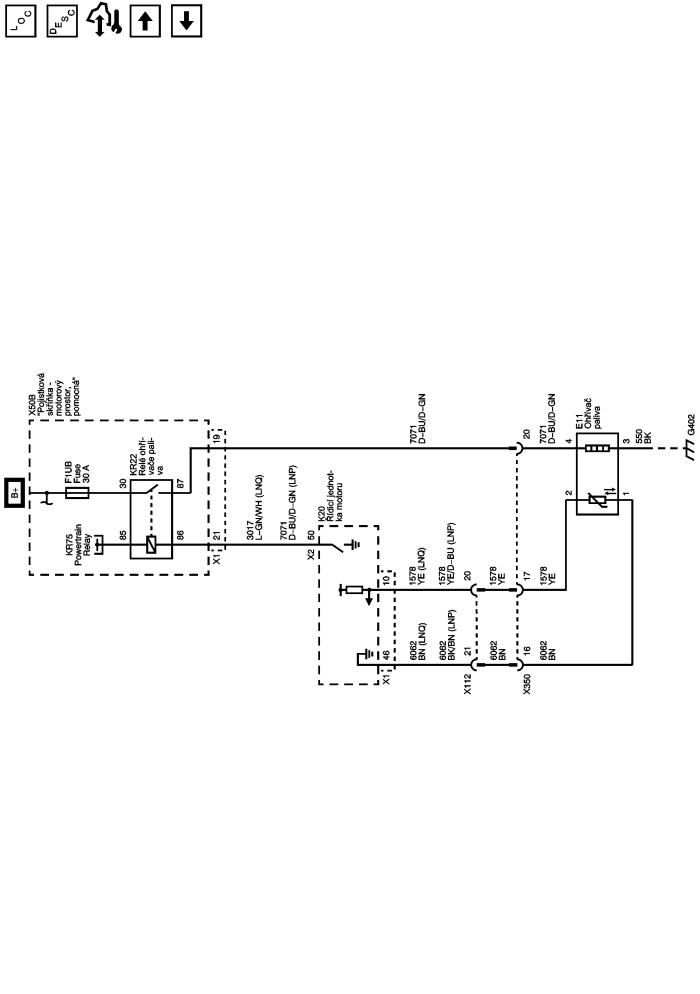 LOC
DESC
X50B
"Pojistková
skříňka -
motorový
prostor,
pomocná"
B+
F1UB
Fuse
30 A
KR75
Powertrain
Relay
KR22
Relé ohří-
vače pali-
va
30
87
85
86
19
21
X1
3017
L-GN/WH (LNQ)
7071
D-BU/D-GN (LNP)
7071
D-BU/D-GN
K20
Řídicí jednot-
ka motoru
50
X2
10
46
X1
1578
YE (LNQ)
1578
YE/D-BU (LNP)
6062
BN (LNQ)
6062
BK/BN (LNP)
20
21
X112
1578
YE
6062
BN
20
17
16
X350
7071
D-BU/D-GN
1578
YE
6062
BN
E11
Ohřívač
paliva
4
2
3
1
550
BK
G402